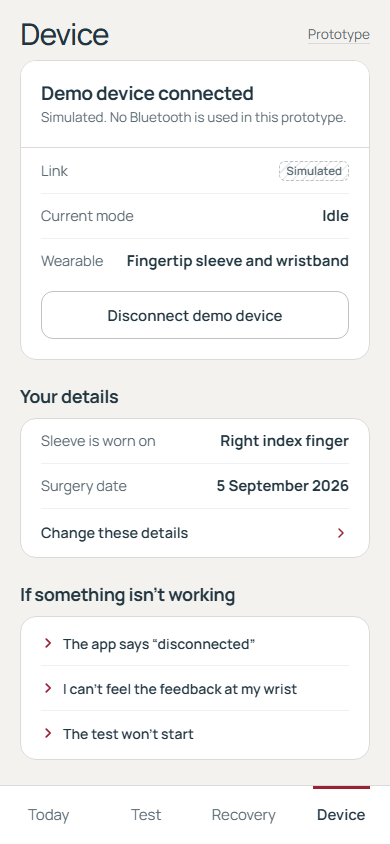 Device
Prototype
Demo device connected
Simulated. No Bluetooth is used in this prototype.
Link
Simulated
Current mode
Idle
Wearable
Fingertip sleeve and wristband
Disconnect demo device
Your details
Sleeve is worn on
Right index finger
Surgery date
5 September 2026
Change these details
If something isn’t working
The app says “disconnected”
I can’t feel the feedback at my wrist
The test won’t start
Today
Test
Recovery
Device